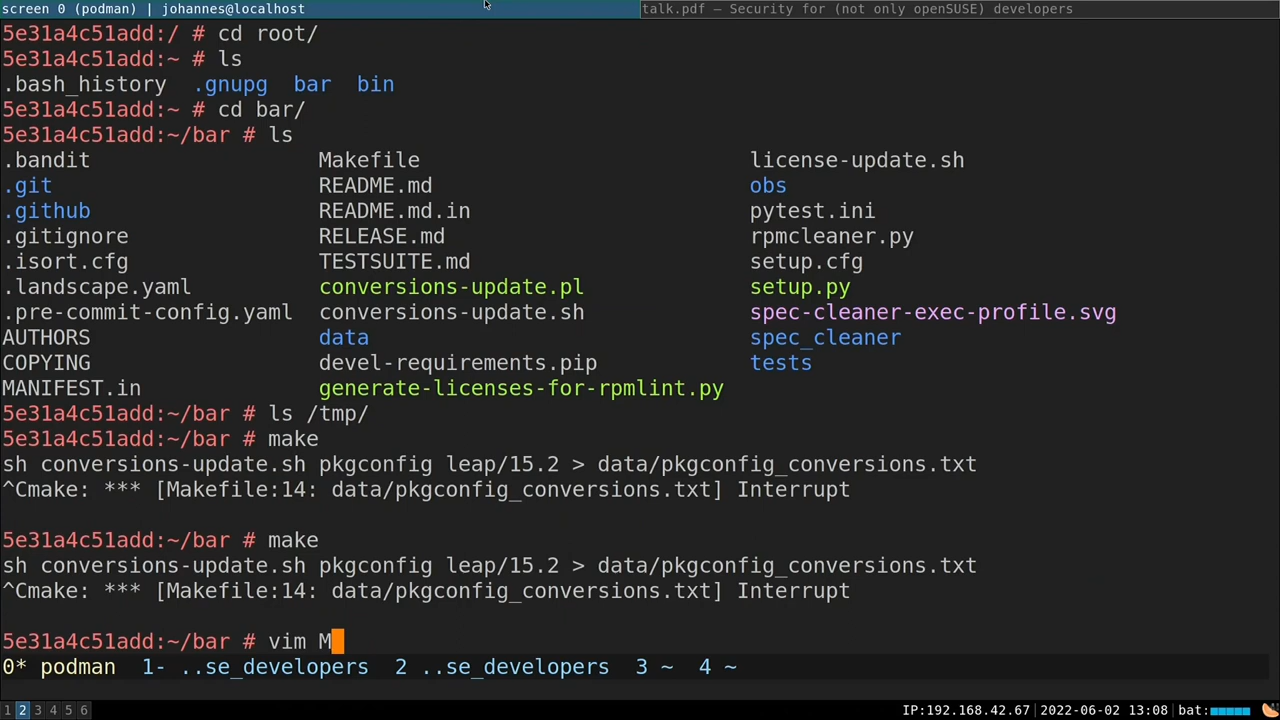 screen 0 (podman) | johannes@localhost talk.pdf — Security for (not only openSUSE) developers
5e31a4c51add:/ # cd root/
5e31a4c51add:~ # ls
.bash_history .gnupg bar bin
5e31a4c51add:~ # cd bar/
5e31a4c51add:~/bar # ls
.bandit Makefile license-update.sh
.git README.md obs
.github README.md.in pytest.ini
.gitignore RELEASE.md rpmcleaner.py
.isort.cfg TESTSUITE.md setup.cfg
.landscape.yaml conversions-update.pl setup.py
.pre-commit-config.yaml conversions-update.sh spec-cleaner-exec-profile.svg
AUTHORS data spec_cleaner
COPYING devel-requirements.pip tests
MANIFEST.in generate-licenses-for-rpmlint.py
5e31a4c51add:~/bar # ls /tmp/
5e31a4c51add:~/bar # make
sh conversions-update.sh pkgconfig leap/15.2 > data/pkgconfig_conversions.txt
^Cmake: *** [Makefile:14: data/pkgconfig_conversions.txt] Interrupt
5e31a4c51add:~/bar # make
sh conversions-update.sh pkgconfig leap/15.2 > data/pkgconfig_conversions.txt
^Cmake: *** [Makefile:14: data/pkgconfig_conversions.txt] Interrupt
5e31a4c51add:~/bar # vim M
0* podman 1- ..se_developers 2 ..se_developers 3 ~ 4 ~
1 2 3 4 5 6 IP:192.168.42.67 | 2022-06-02 13:08 | bat: